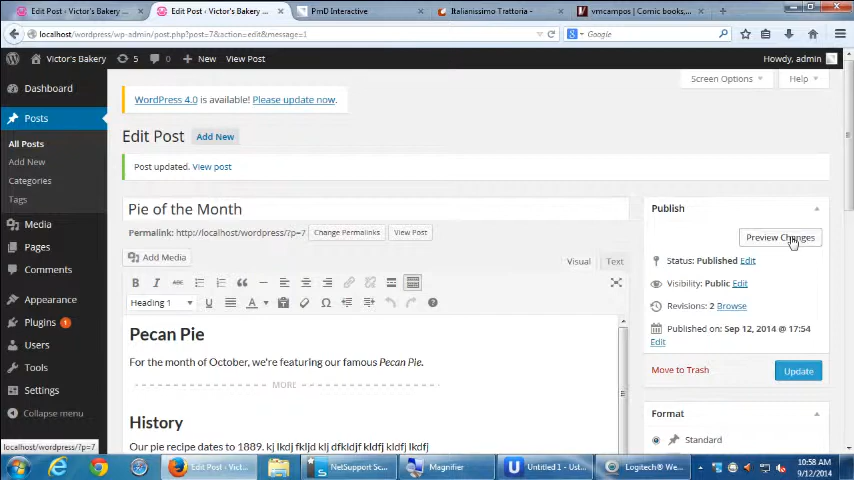 Edit Post ‹ Victor's Bakery ...
Edit Post ‹ Victor's Bakery ...
PmD Interactive
Italianissimo Trattoria -
vmcampos | Comic books,...
localhost/wordpress/wp-admin/post.php?post=7&action=edit&message=1
Google
Victor's Bakery
5
0
New
View Post
Howdy, admin
Screen Options
Help
Dashboard
Posts
All Posts
Add New
Categories
Tags
Media
Pages
Comments
Appearance
Plugins 1
Users
Tools
Settings
Collapse menu
WordPress 4.0 is available! Please update now.
Edit Post
Add New
Post updated. View post
Pie of the Month
Permalink: http://localhost/wordpress/?p=7
Change Permalinks
View Post
Add Media
Visual
Text
B I ABC
Heading 1
U A
Pecan Pie
For the month of October, we're featuring our famous Pecan Pie.
MORE
History
Our pie recipe dates to 1889. kj lkdj fkljd klj dfkldjf kldfj kldfj lkdfj
Publish
Preview Changes
Status: Published Edit
Visibility: Public Edit
Revisions: 2 Browse
Published on: Sep 12, 2014 @ 17:54
Edit
Move to Trash
Update
Format
Standard
localhost/wordpress/?p=7
Edit Post ‹ Vict...
NetSupport Sc...
Magnifier
Untitled 1 - Ust...
Logitech® We...
10:58 AM
9/12/2014